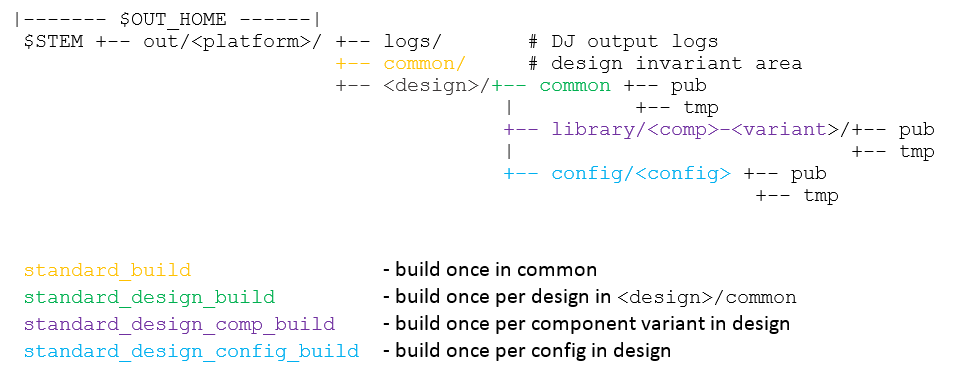 |------- $OUT_HOME ------|
$STEM +-- out/<platform>/ +-- logs/ # DJ output logs
+-- common/ # design invariant area
+-- <design>/+-- common +-- pub
| +-- tmp
+-- library/<comp>-<variant>/+-- pub
| +-- tmp
+-- config/<config> +-- pub
+-- tmp
standard_build - build once in common
standard_design_build - build once per design in <design>/common
standard_design_comp_build - build once per component variant in design
standard_design_config_build - build once per config in design